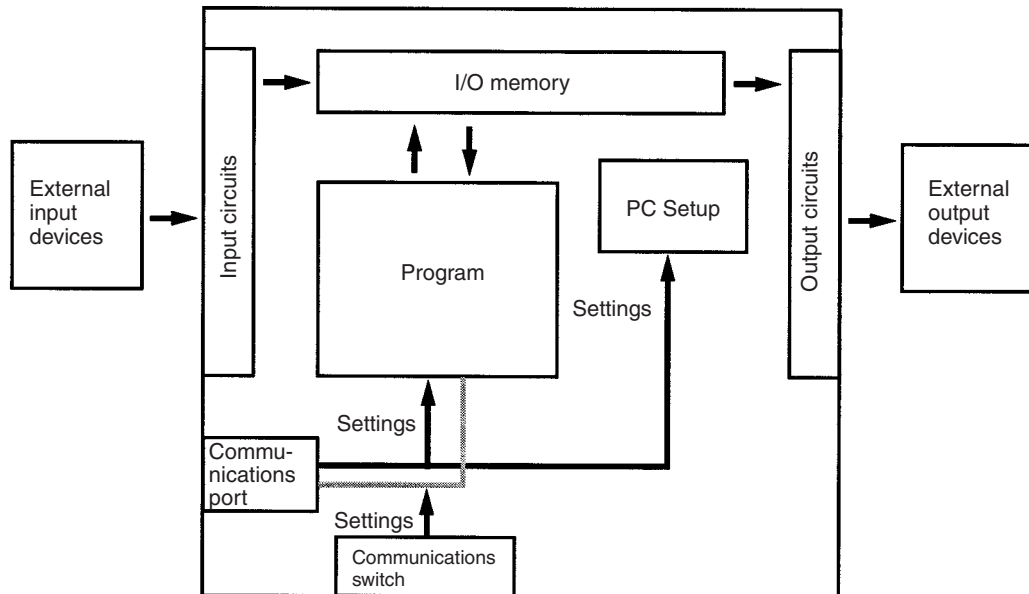 I/O memory
External
input
devices
Input circuits
Program
PC Setup
Output circuits
External
output
devices
Settings
Settings
Commu-
nications
port
Settings
Communications
switch